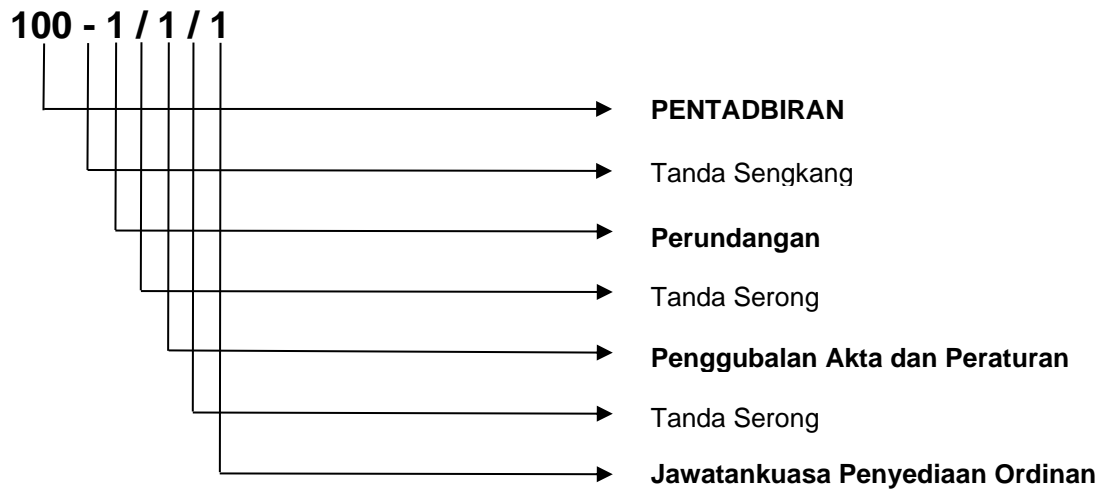 100 - 1 / 1 / 1
PENTADBIRAN
Tanda Sengkang
Perundangan
Tanda Serong
Penggubalan Akta dan Peraturan
Tanda Serong
Jawatankuasa Penyediaan Ordinan